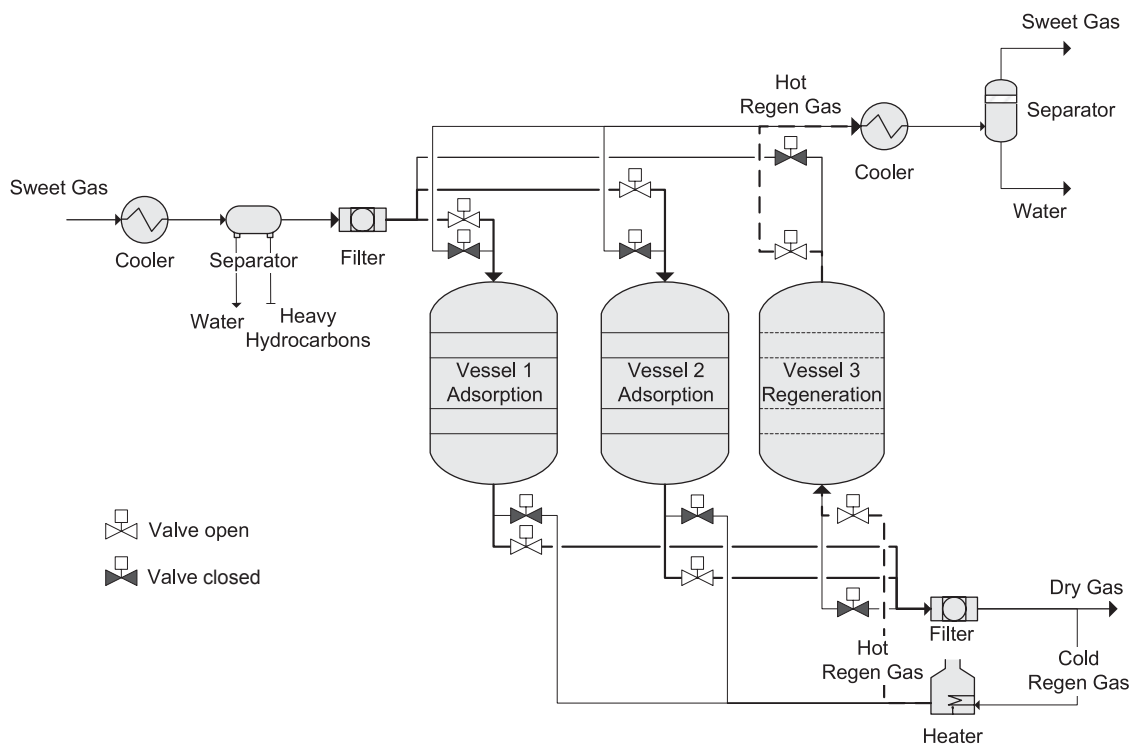 Sweet Gas
Hot
Regen Gas
Separator
Cooler
Water
Sweet Gas
Cooler
Separator
Filter
Water
Heavy
Hydrocarbons
Vessel 1
Adsorption
Vessel 2
Adsorption
Vessel 3
Regeneration
Valve open
Valve closed
Dry Gas
Filter
Hot
Regen Gas
Cold
Regen Gas
Heater